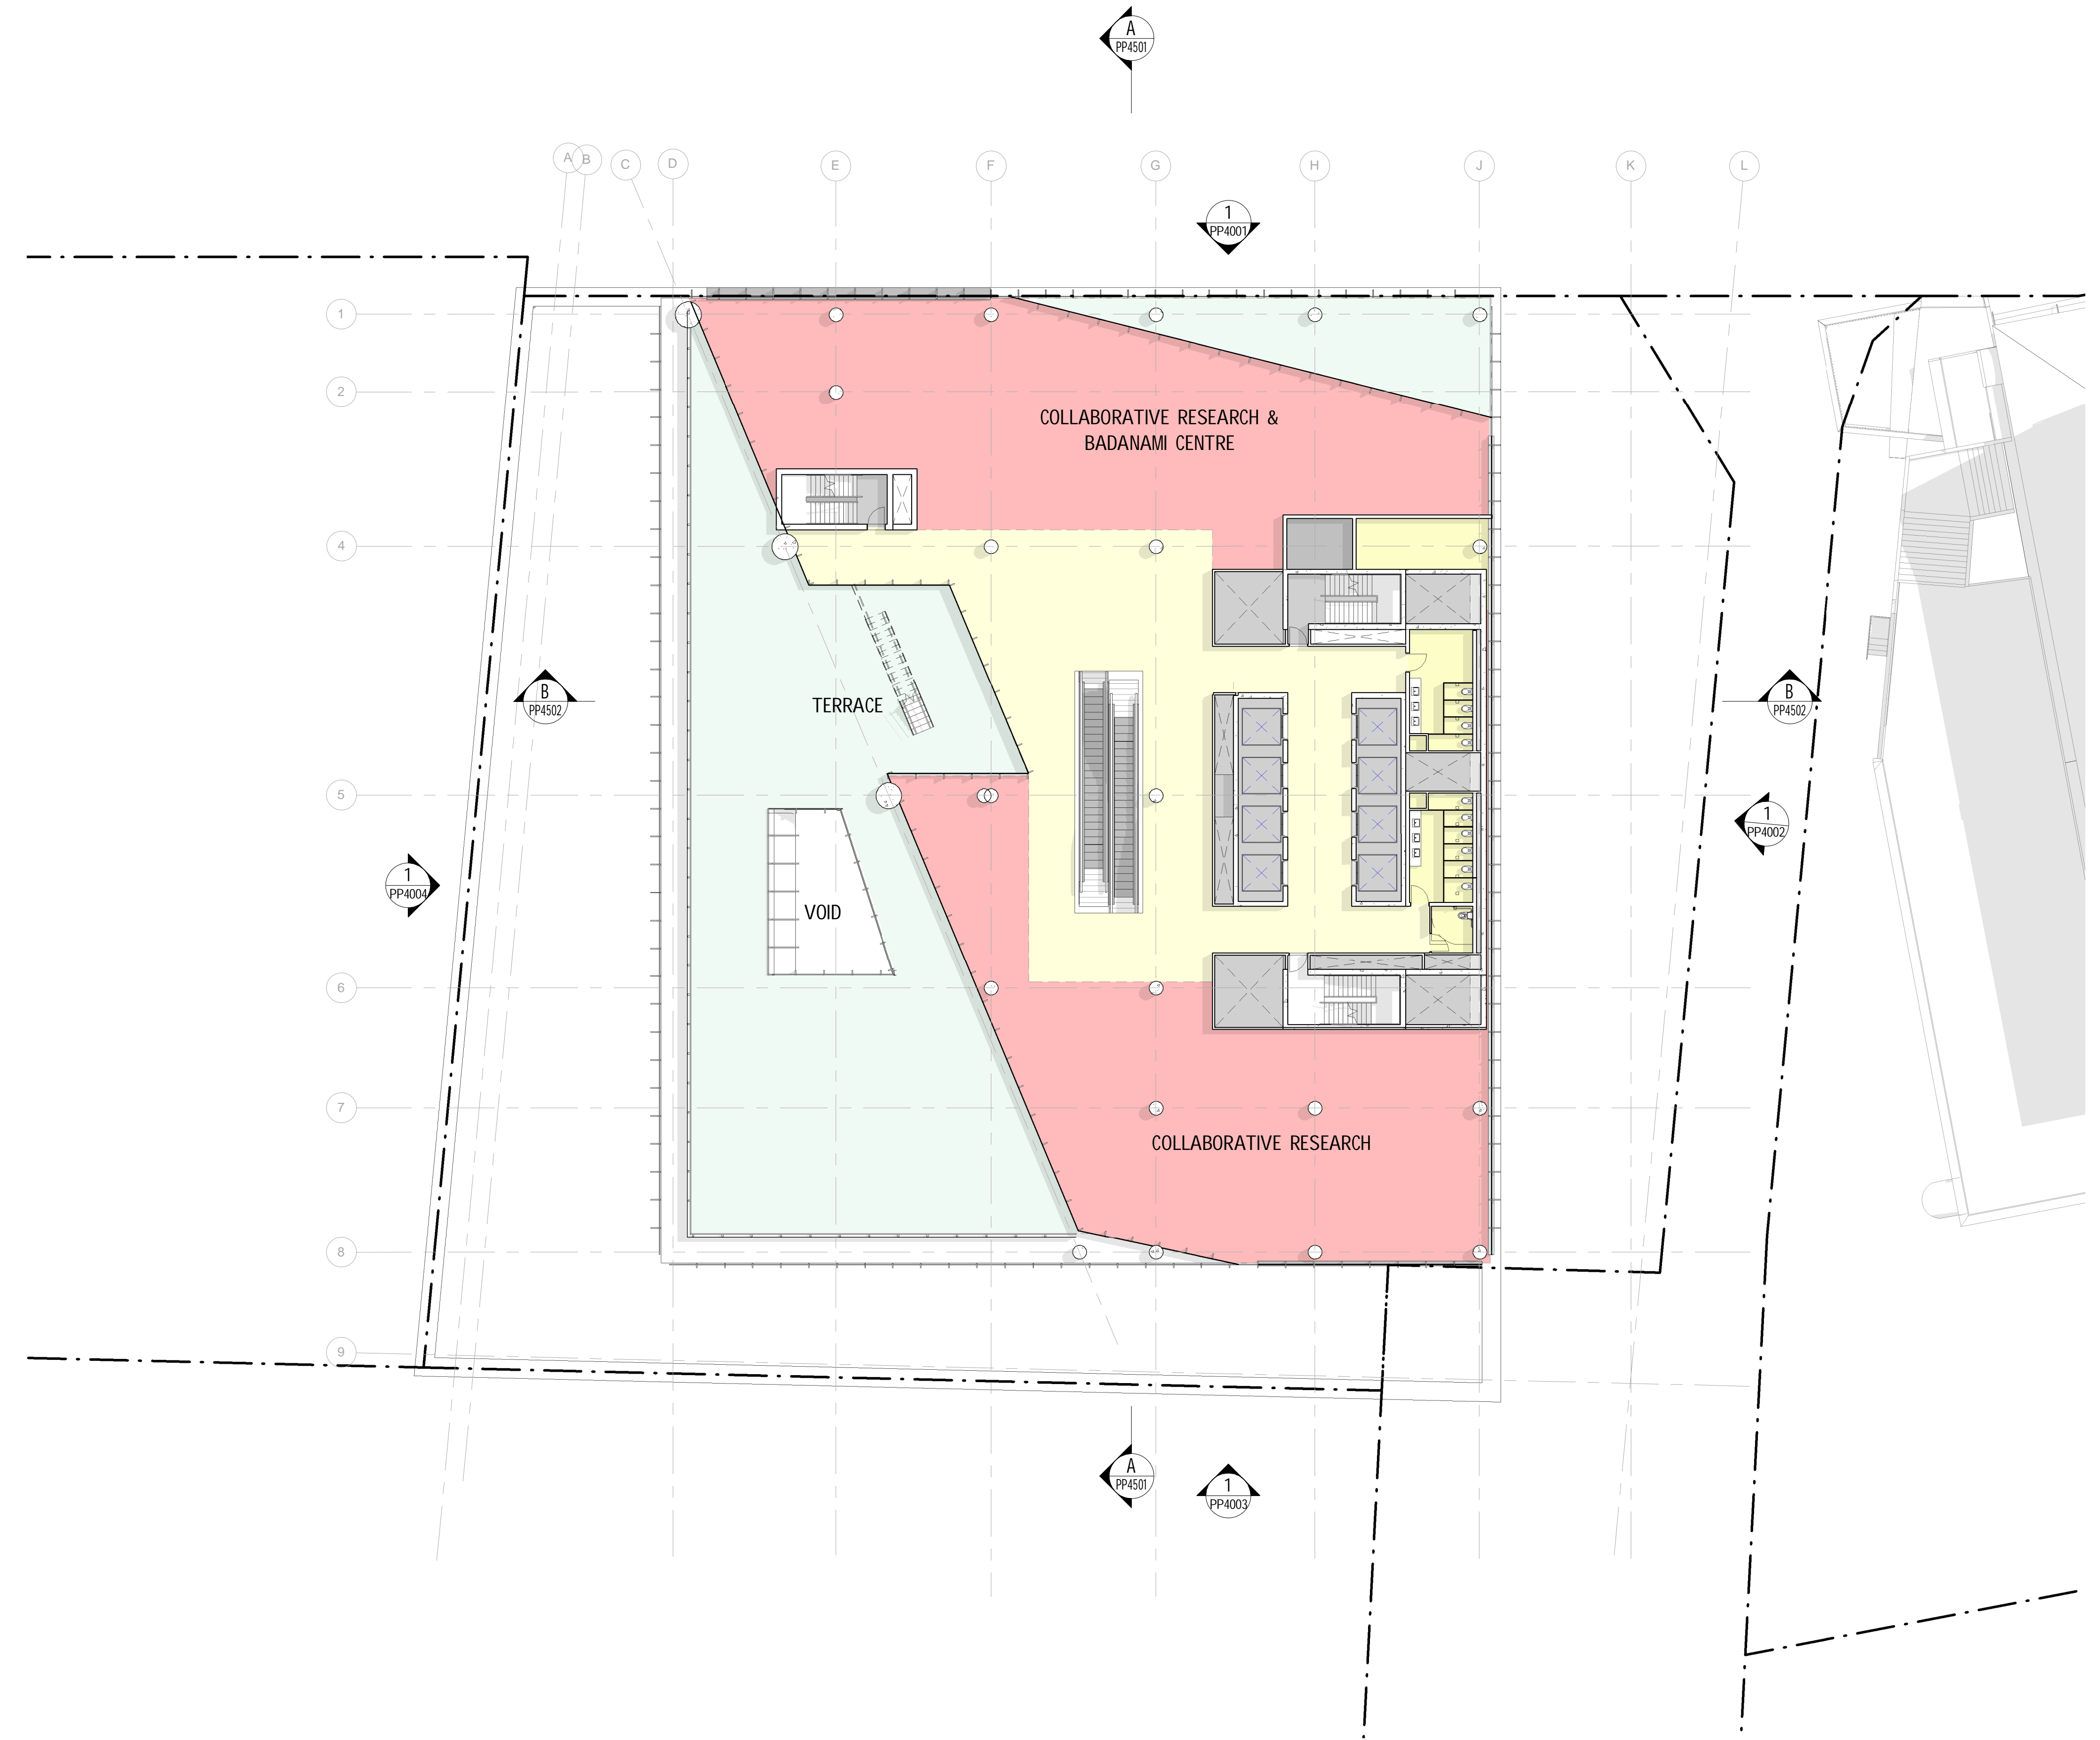 A
PP4501
A B C D E F G H J K L
1
PP4001
1
2
COLLABORATIVE RESEARCH &
BADANAMI CENTRE
4
B
PP4502
TERRACE
B
PP4502
5
1
PP4002
1
PP4004
VOID
6
7
COLLABORATIVE RESEARCH
8
9
A
PP4501
1
PP4003